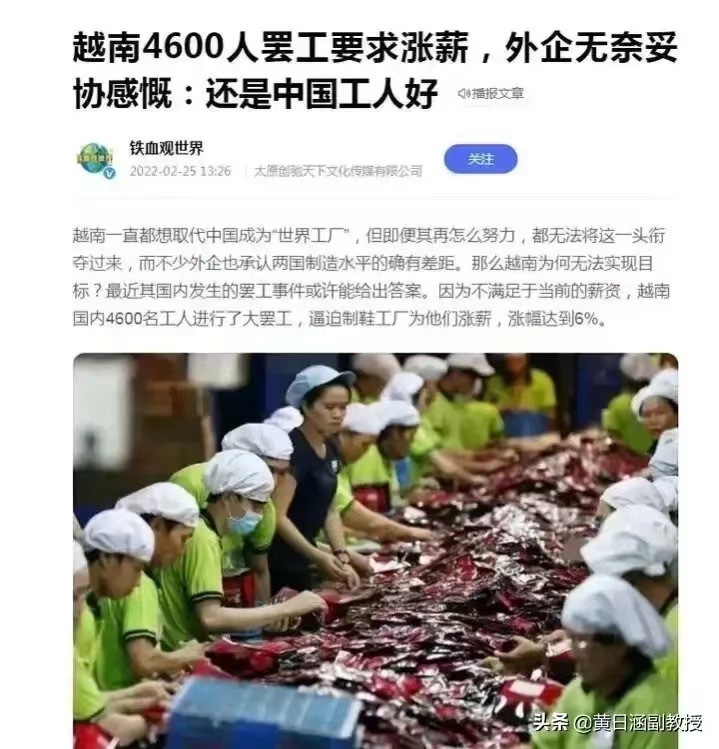 越南4600人罢工要求涨薪，外企无奈妥
协感慨：还是中国工人好
播报文章
铁血观世界
2022-02-25 13:26
太原创驰天下文化传媒有限公司
关注
越南一直都想取代中国成为“世界工厂”，但即便其再怎么努力，都无法将这一头衔
夺过来，而不少外企也承认两国制造水平的确有差距。那么越南为何无法实现目
标？最近其国内发生的罢工事件或许能给出答案。因为不满足于当前的薪资，越南
国内4600名工人进行了大罢工，逼迫制鞋工厂为他们涨薪，涨幅达到6%。
头条 @黄日涵副教授